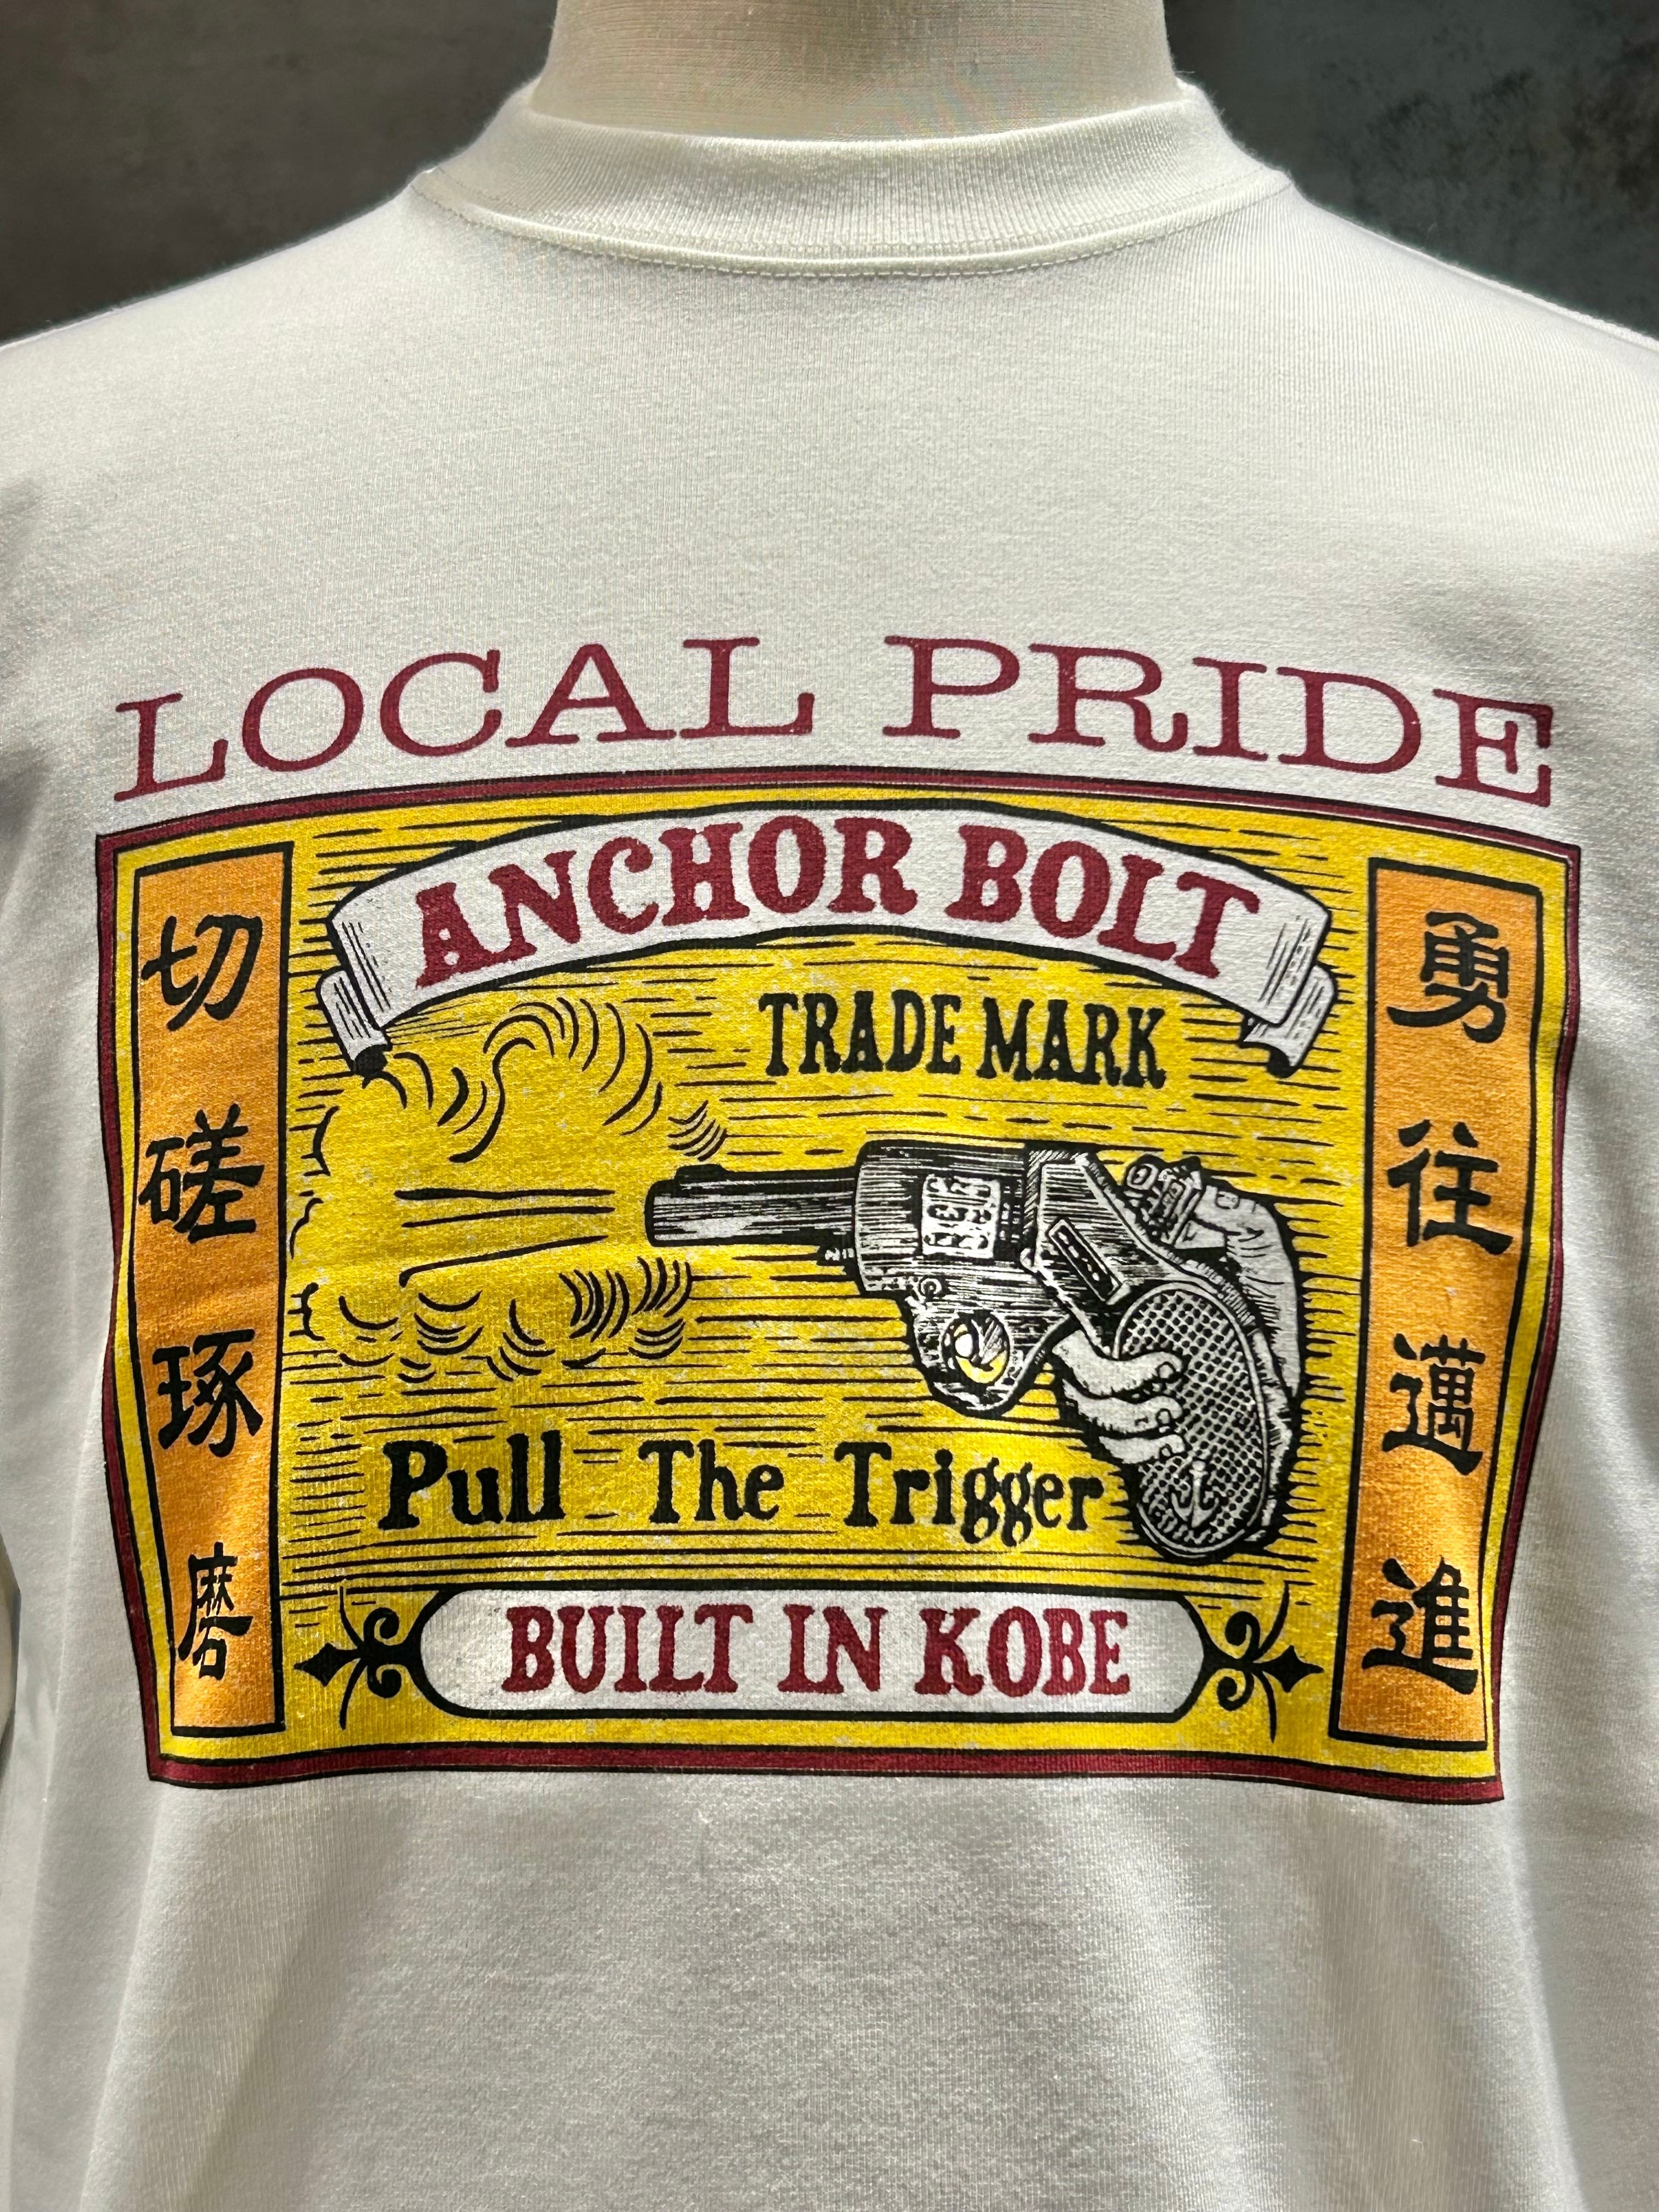 LOCAL PRIDE
ANCHOR BOLT
TRADE MARK
切磋琢磨
勇往邁進
Pull The Trigger
BUILT IN KOBE